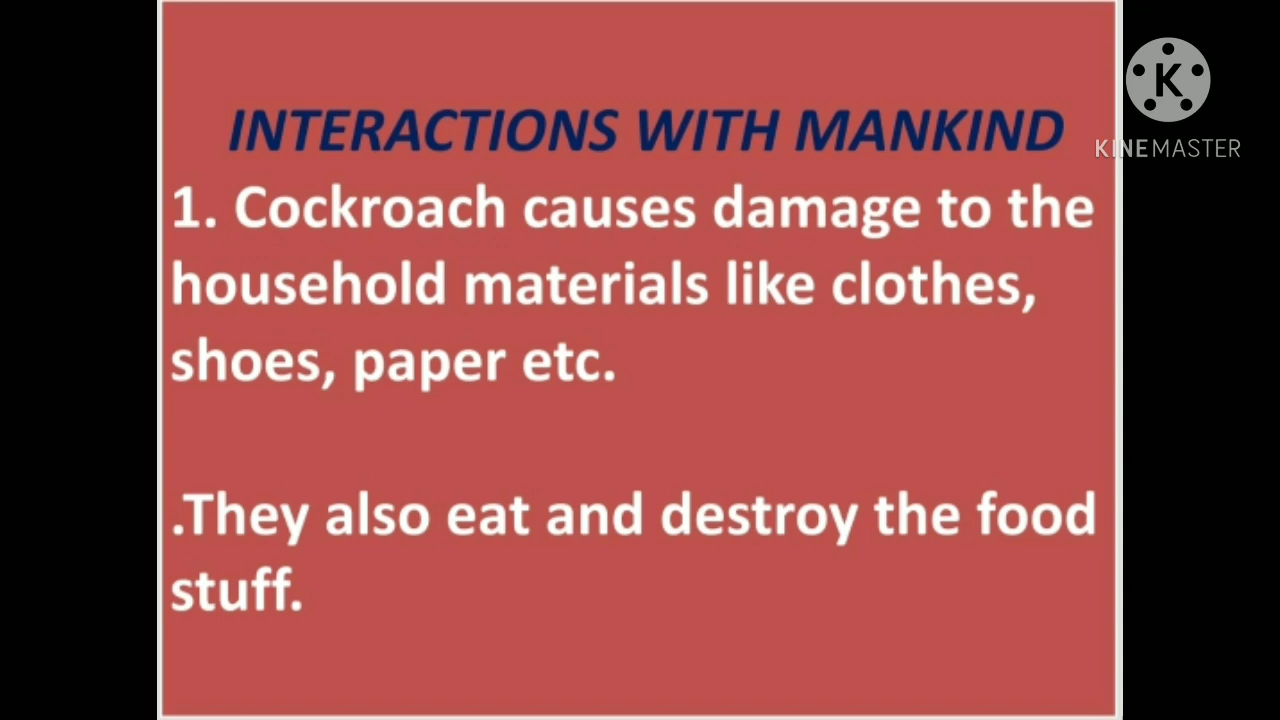 INTERACTIONS WITH MANKIND
K
KINEMASTER
1. Cockroach causes damage to the
household materials like clothes,
shoes, paper etc.
.They also eat and destroy the food
stuff.